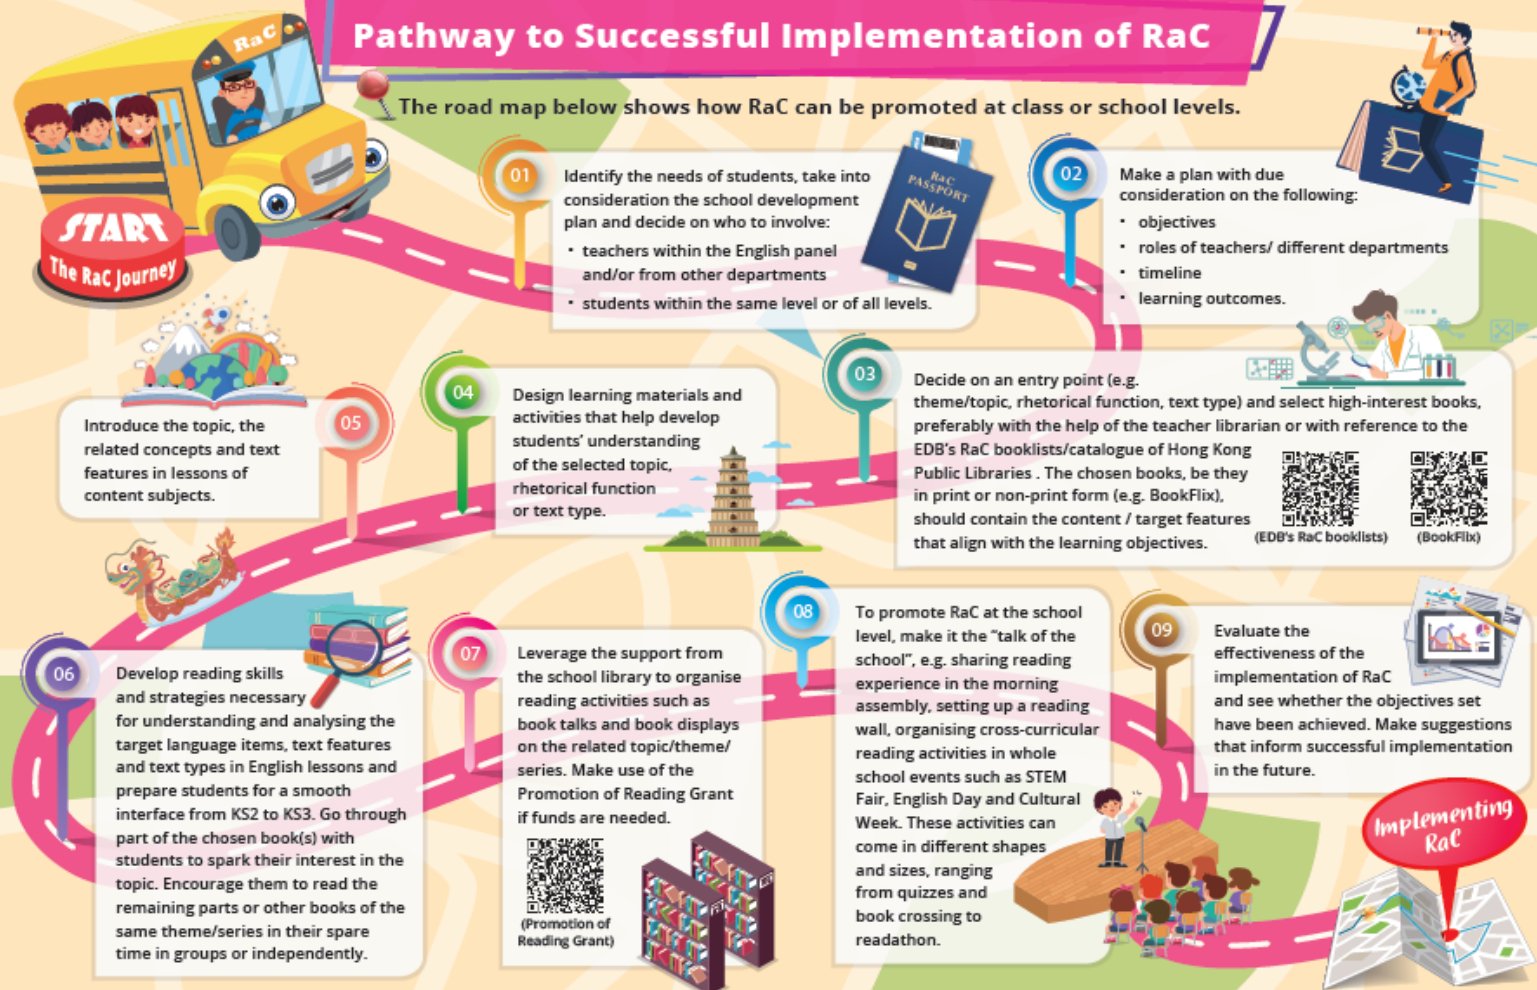 Pathway to Successful Implementation of RaC
The road map below shows how RaC can be promoted at class or school levels.
RaC
START
The RaC Journey
01
Identify the needs of students, take into
consideration the school development
plan and decide on who to involve:
• teachers within the English panel
and/or from other departments
• students within the same level or of all levels.
RaC
PASSPORT
02
Make a plan with due
consideration on the following:
• objectives
• roles of teachers/ different departments
• timeline
• learning outcomes.
03
Decide on an entry point (e.g.
theme/topic, rhetorical function, text type) and select high-interest books,
preferably with the help of the teacher librarian or with reference to the
EDB's RaC booklists/catalogue of Hong Kong
Public Libraries . The chosen books, be they
in print or non-print form (e.g. BookFlix),
should contain the content / target features
that align with the learning objectives.
(EDB's RaC booklists)
(BookFlix)
04
Design learning materials and
activities that help develop
students' understanding
of the selected topic,
rhetorical function
or text type.
05
Introduce the topic, the
related concepts and text
features in lessons of
content subjects.
06
Develop reading skills
and strategies necessary
for understanding and analysing the
target language items, text features
and text types in English lessons and
prepare students for a smooth
interface from KS2 to KS3. Go through
part of the chosen book(s) with
students to spark their interest in the
topic. Encourage them to read the
remaining parts or other books of the
same theme/series in their spare
time in groups or independently.
07
Leverage the support from
the school library to organise
reading activities such as
book talks and book displays
on the related topic/theme/
series. Make use of the
Promotion of Reading Grant
if funds are needed.
(Promotion of
Reading Grant)
08
To promote RaC at the school
level, make it the "talk of the
school", e.g. sharing reading
experience in the morning
assembly, setting up a reading
wall, organising cross-curricular
reading activities in whole
school events such as STEM
Fair, English Day and Cultural
Week. These activities can
come in different shapes
and sizes, ranging
from quizzes and
book crossing to
readathon.
09
Evaluate the
effectiveness of the
implementation of RaC
and see whether the objectives set
have been achieved. Make suggestions
that inform successful implementation
in the future.
Implementing
RaC